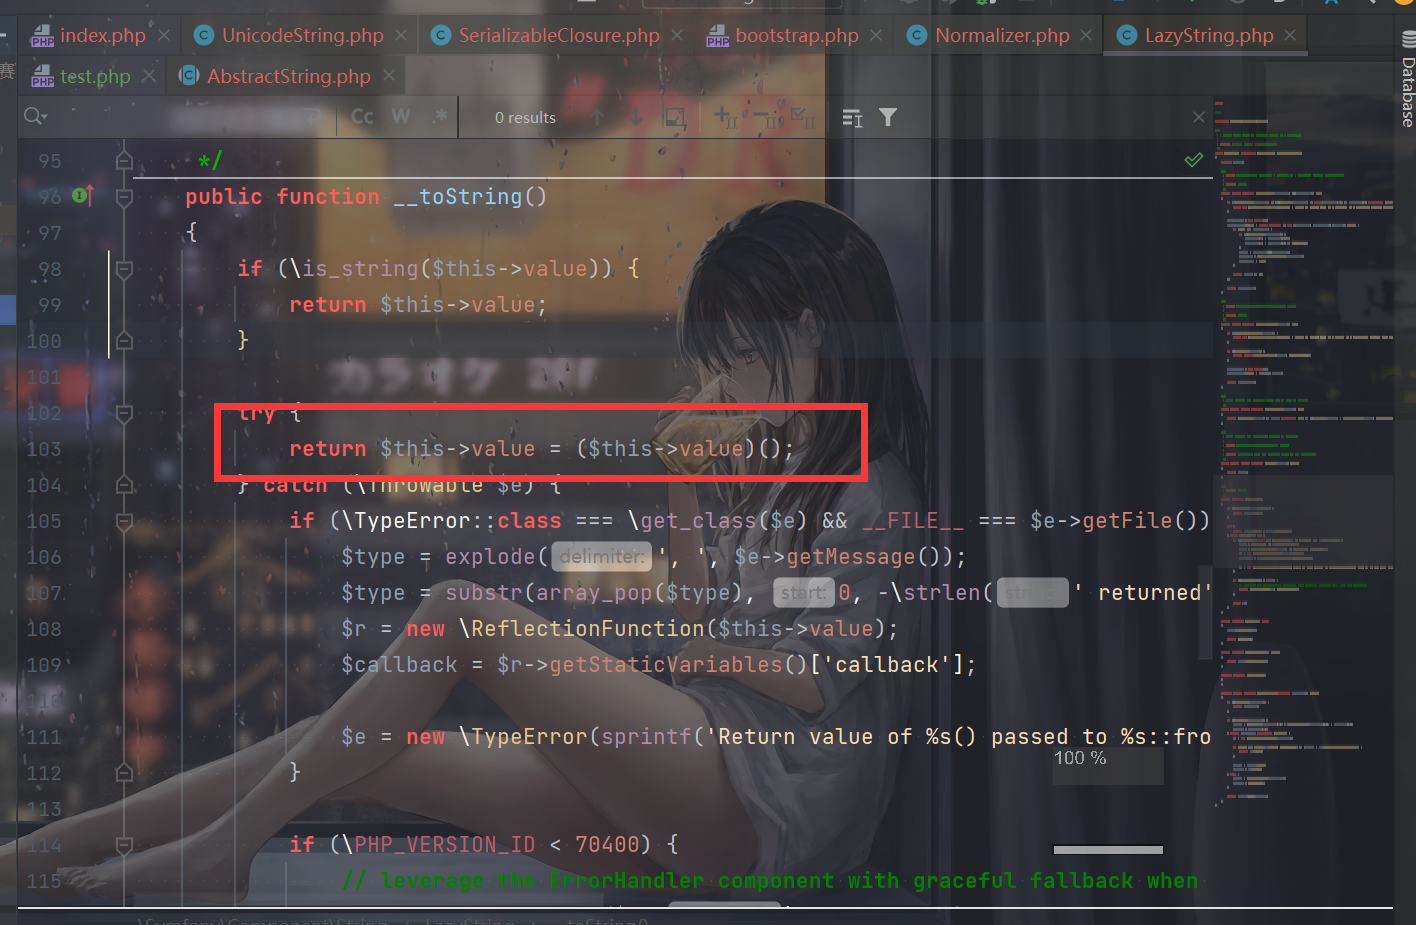 index.php
UnicodeString.php
SerializableClosure.php
bootstrap.php
Normalizer.php
LazyString.php
test.php
AbstractString.php
Database
赛
Cc W .* 0 results
95 */
96 public function __toString()
97 {
98 if (\is_string($this->value)) {
99 return $this->value;
100 }
101
102 try {
103 return $this->value = ($this->value)();
104 } catch (\Throwable $e) {
105 if (\TypeError::class === \get_class($e) && __FILE__ === $e->getFile())
106 $type = explode( delimiter: ', ', $e->getMessage());
107 $type = substr(array_pop($type), start: 0, -\strlen( ' returned'
108 $r = new \ReflectionFunction($this->value);
109 $callback = $r->getStaticVariables()['callback'];
110
111 $e = new \TypeError(sprintf('Return value of %s() passed to %s::fro
112 }
113
114 if (\PHP_VERSION_ID < 70400) {
115 // leverage the ErrorHandler component with graceful fallback when
100 %
カラオケ
\Symfony\Component\String LazyString __toString()